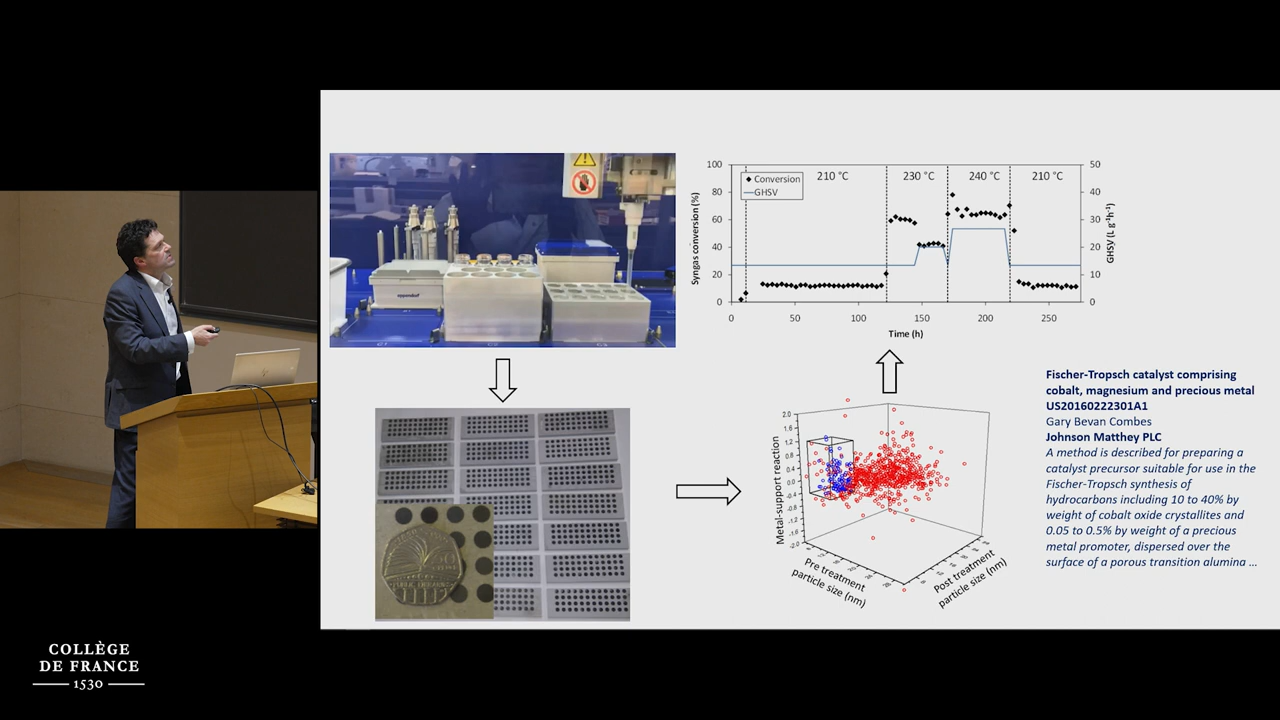 eppendorf
100
80
60
40
20
0
Syngas conversion (%)
Conversion
GHSV
210 °C
230 °C
240 °C
210 °C
50
40
30
20
10
0
GHSV (L g⁻¹h⁻¹)
0
50
100
150
200
250
Time (h)
2.0
1.6
1.2
0.8
0.4
0.0
-0.4
-0.8
-1.2
-1.6
-2.0
Metal-support reaction
Pre treatment
particle size (nm)
Post treatment
particle size (nm)
Fischer-Tropsch catalyst comprising
cobalt, magnesium and precious metal
US20160222301A1
Gary Bevan Combes
Johnson Matthey PLC
A method is described for preparing a
catalyst precursor suitable for use in the
Fischer-Tropsch synthesis of
hydrocarbons including 10 to 40% by
weight of cobalt oxide crystallites and
0.05 to 0.5% by weight of a precious
metal promoter, dispersed over the
surface of a porous transition alumina ...
COLLÈGE
DE FRANCE
1530